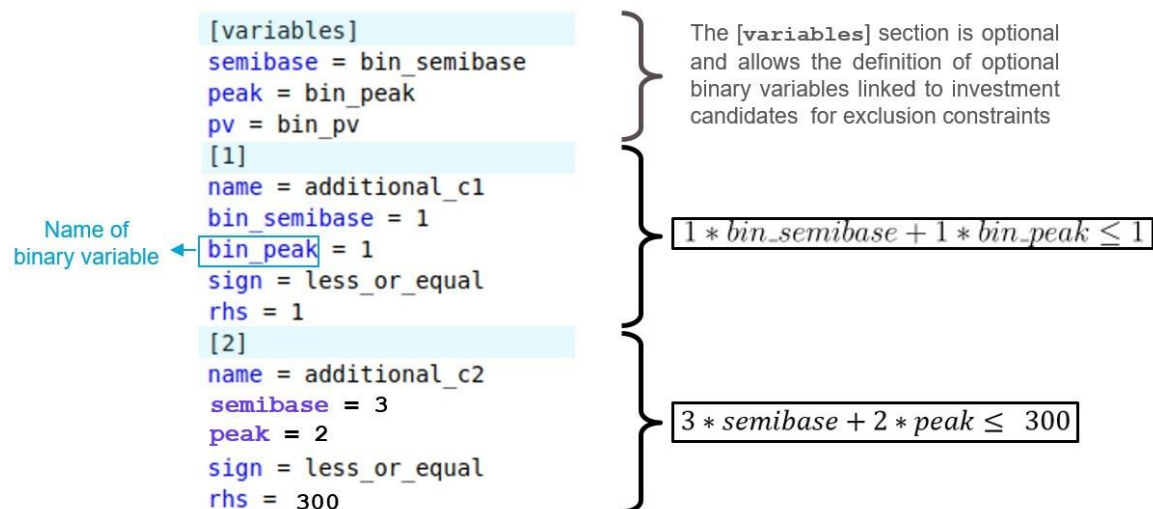 [variables]
semibase = bin_semibase
peak = bin_peak
pv = bin_pv
The [variables] section is optional
and allows the definition of optional
binary variables linked to investment
candidates for exclusion constraints
[1]
name = additional_c1
bin_semibase = 1
bin_peak = 1
sign = less_or_equal
rhs = 1
Name of
binary variable
1 * bin_semibase + 1 * bin_peak ≤ 1
[2]
name = additional_c2
semibase = 3
peak = 2
sign = less_or_equal
rhs = 300
3 * semibase + 2 * peak ≤ 300